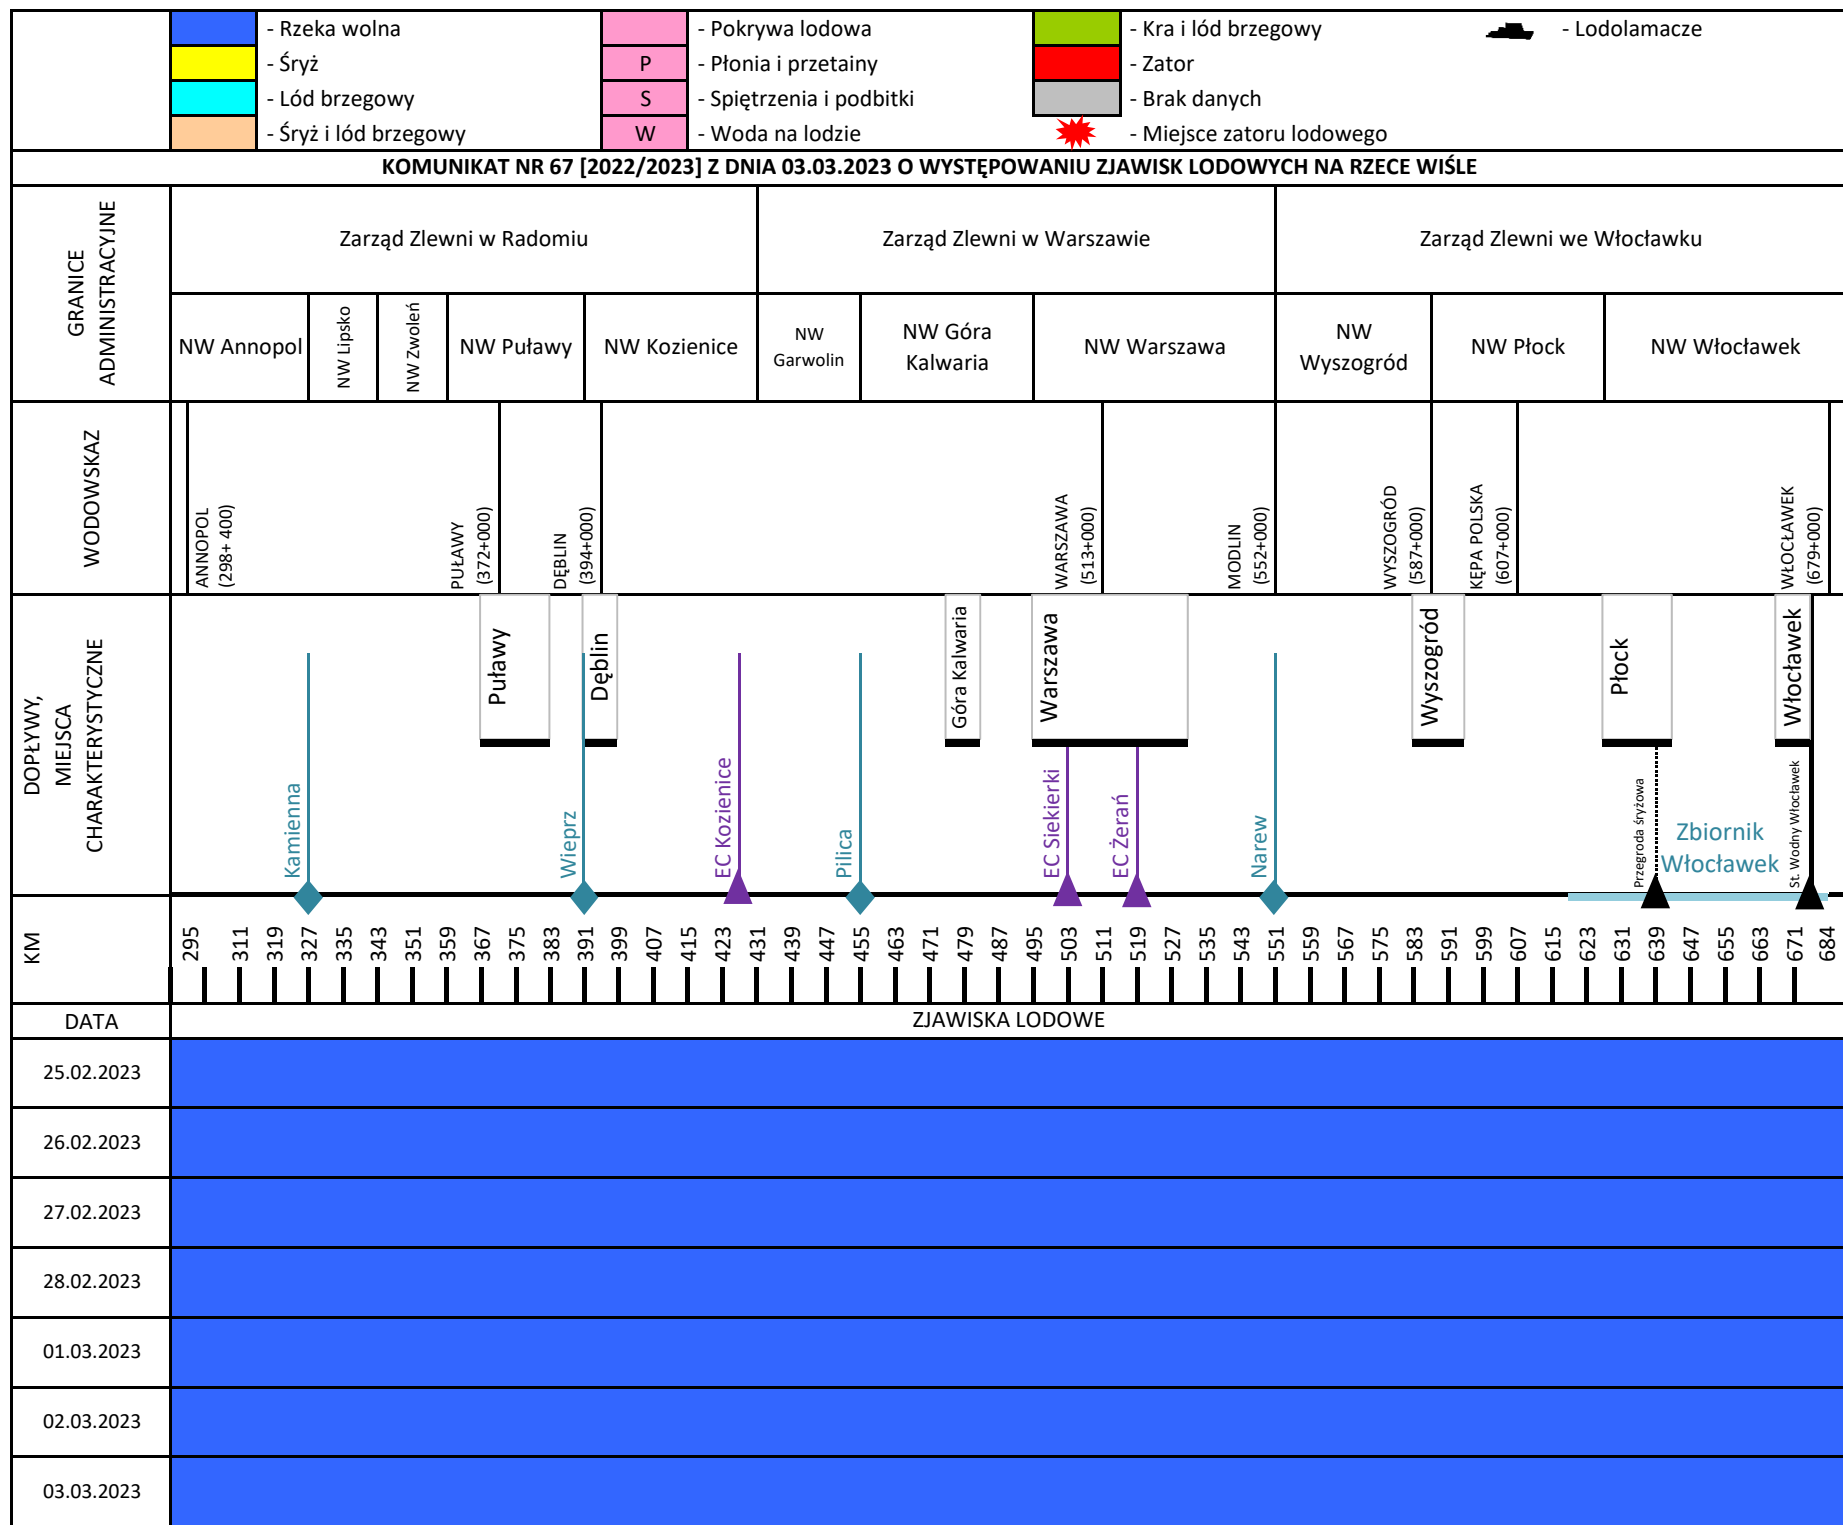 - Rzeka wolna
- Pokrywa lodowa
- Kra i lód brzegowy
- Lodolamacze
- Śryż
P
- Płonia i przetainy
- Zator
- Lód brzegowy
S
- Spiętrzenia i podbitki
- Brak danych
- Śryż i lód brzegowy
W
- Woda na lodzie
- Miejsce zatoru lodowego
KOMUNIKAT NR 67 [2022/2023] Z DNIA 03.03.2023 O WYSTĘPOWANIU ZJAWISK LODOWYCH NA RZECE WIŚLE
GRANICE
ADMINISTRACYJNE
Zarząd Zlewni w Radomiu
Zarząd Zlewni w Warszawie
Zarząd Zlewni we Włocławku
NW Annopol
NW Lipsko
NW Zwoleń
NW Puławy
NW Kozienice
NW
Garwolin
NW Góra
Kalwaria
NW Warszawa
NW
Wyszogród
NW Płock
NW Włocławek
WODOWSKAZ
ANNOPOL
(298+ 400)
PUŁAWY
(372+000)
DĘBLIN
(394+000)
WARSZAWA
(513+000)
MODLIN
(552+000)
WYSZOGRÓD
(587+000)
KĘPA POLSKA
(607+000)
WŁOCŁAWEK
(679+000)
DOPŁYWY,
MIEJSCA
CHARAKTERYSTYCZNE
Puławy
Dęblin
Góra Kalwaria
Warszawa
Wyszogród
Płock
Włocławek
Kamienna
Wieprz
EC Kozienice
Pilica
EC Siekierki
EC Żerań
Narew
Przegroda śryżowa
Zbiornik
Włocławek
St. Wodny Włocławek
KM
295
311
319
327
335
343
351
359
367
375
383
391
399
407
415
423
431
439
447
455
463
471
479
487
495
503
511
519
527
535
543
551
559
567
575
583
591
599
607
615
623
631
639
647
655
663
671
684
DATA
ZJAWISKA LODOWE
25.02.2023
26.02.2023
27.02.2023
28.02.2023
01.03.2023
02.03.2023
03.03.2023